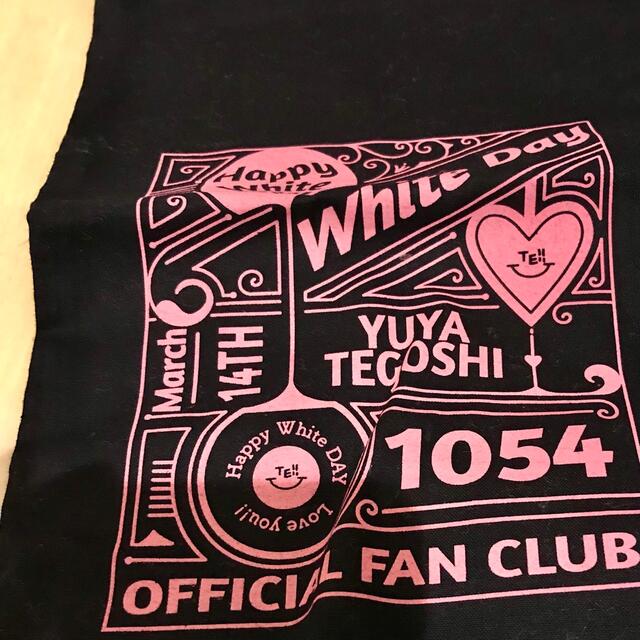 Happy
White
White Day
TE!!
March
14TH
YUYA
TEGOSHI
Happy White DAY
TE!!
Love you!!
1054
OFFICIAL FAN CLUB